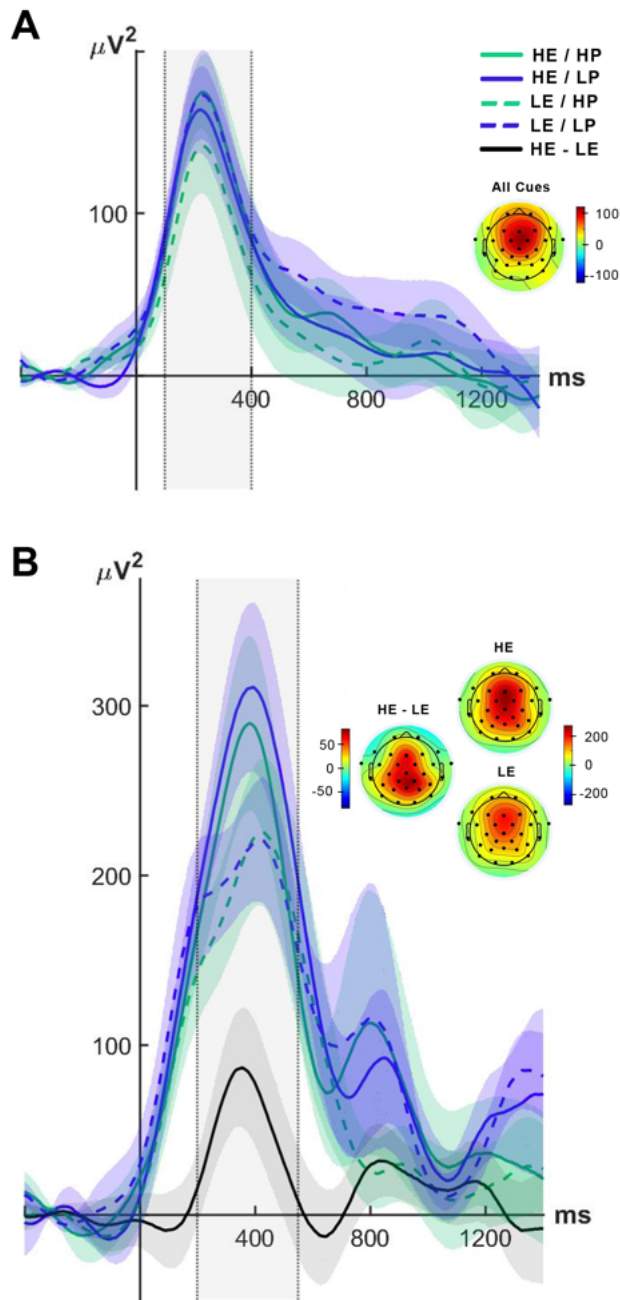 A
μV²
HE / HP
HE / LP
LE / HP
LE / LP
HE - LE
All Cues
100
100
0
-100
ms
400
800
1200
B
μV²
HE
300
HE - LE
50
0
-50
200
0
-200
LE
200
100
ms
400
800
1200